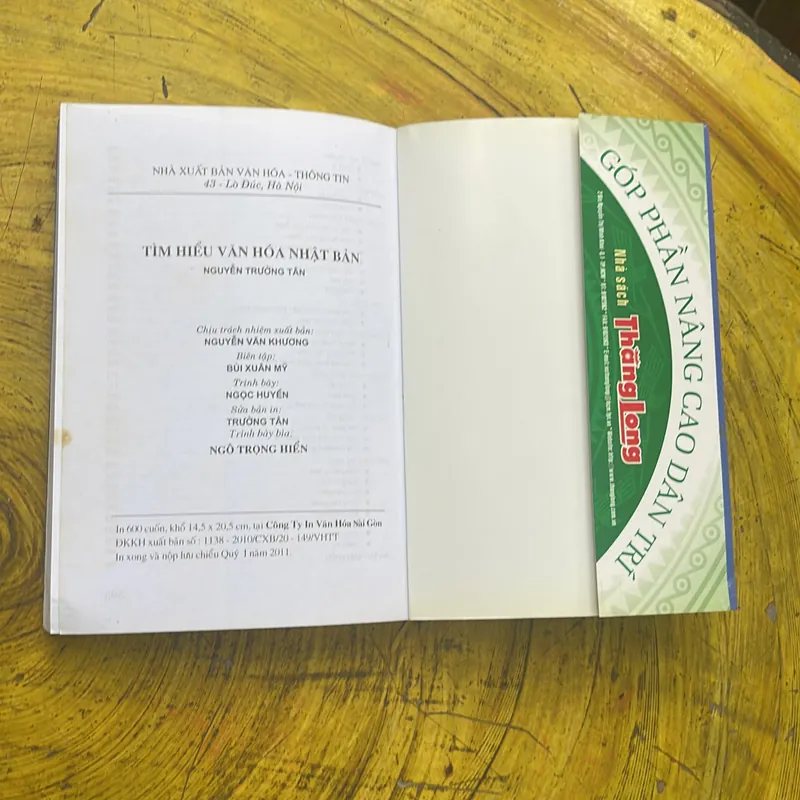 NHÀ XUẤT BẢN VĂN HÓA - THÔNG TIN
43 - Lò Đúc, Hà Nội
TÌM HIỂU VĂN HÓA NHẬT BẢN
NGUYỄN TRƯỜNG TÂN
Chịu trách nhiệm xuất bản:
NGUYỄN VĂN KHƯƠNG
Biên tập:
BÙI XUÂN MỸ
Trình bày:
NGỌC HUYỀN
Sửa bản in:
TRƯỜNG TÂN
Trình bày bìa:
NGÔ TRỌNG HIỂN
In 600 cuốn, khổ 14,5 x 20,5 cm, tại Công Ty In Văn Hóa Sài Gòn
ĐKKH xuất bản số : 1138 - 2010/CXB/20 - 149/VHTT
In xong và nộp lưu chiểu Quý 1 năm 2011.
GÓP PHẦN NÂNG CAO DÂN TRÍ
Nhà sách
Thăng Long